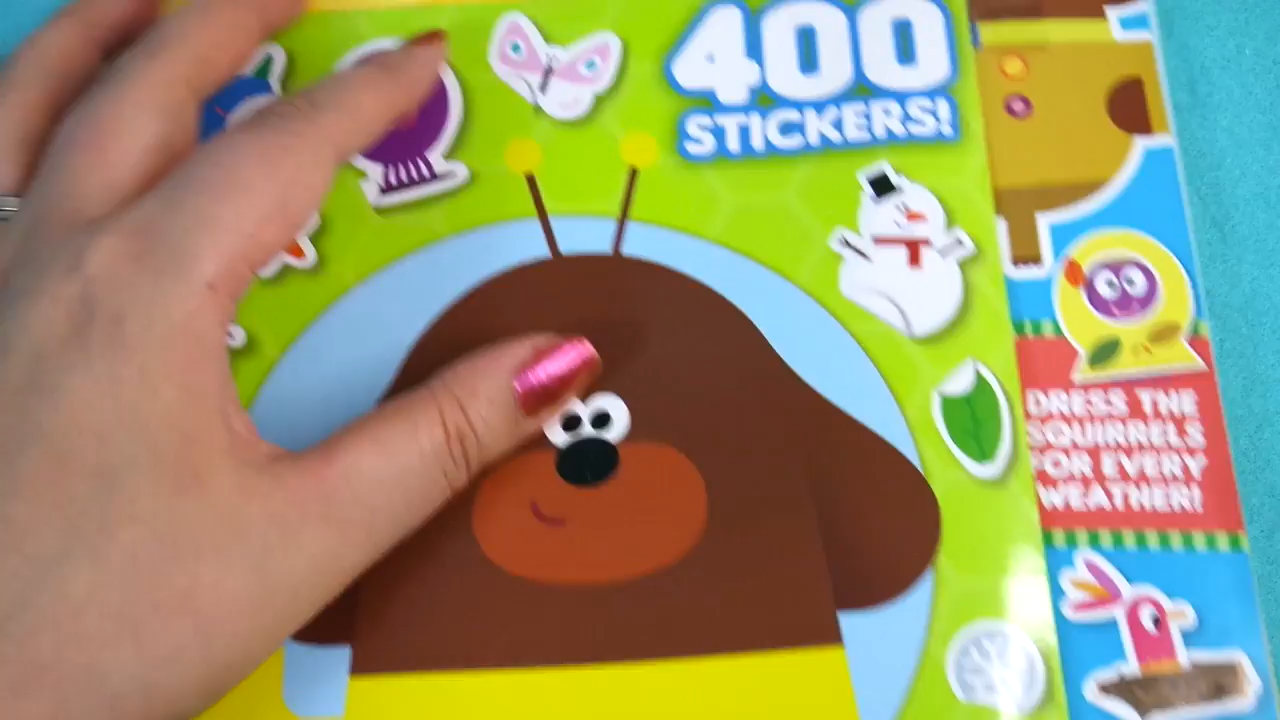 400
STICKERS!
DRESS THE
SQUIRRELS
FOR EVERY
WEATHER!